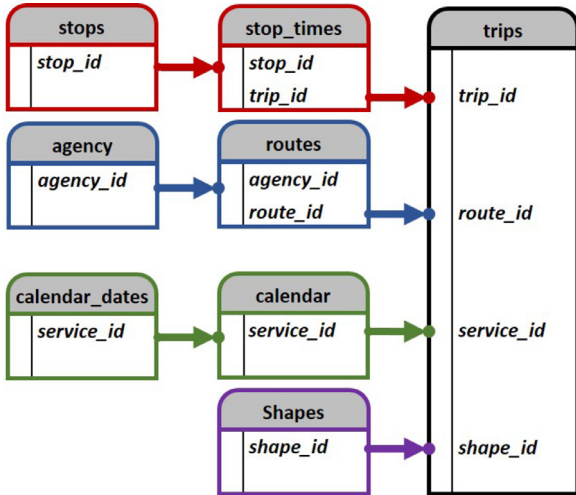 stops
stop_id
stop_times
stop_id
trip_id
trips
trip_id
route_id
service_id
shape_id
agency
agency_id
routes
agency_id
route_id
calendar_dates
service_id
calendar
service_id
Shapes
shape_id